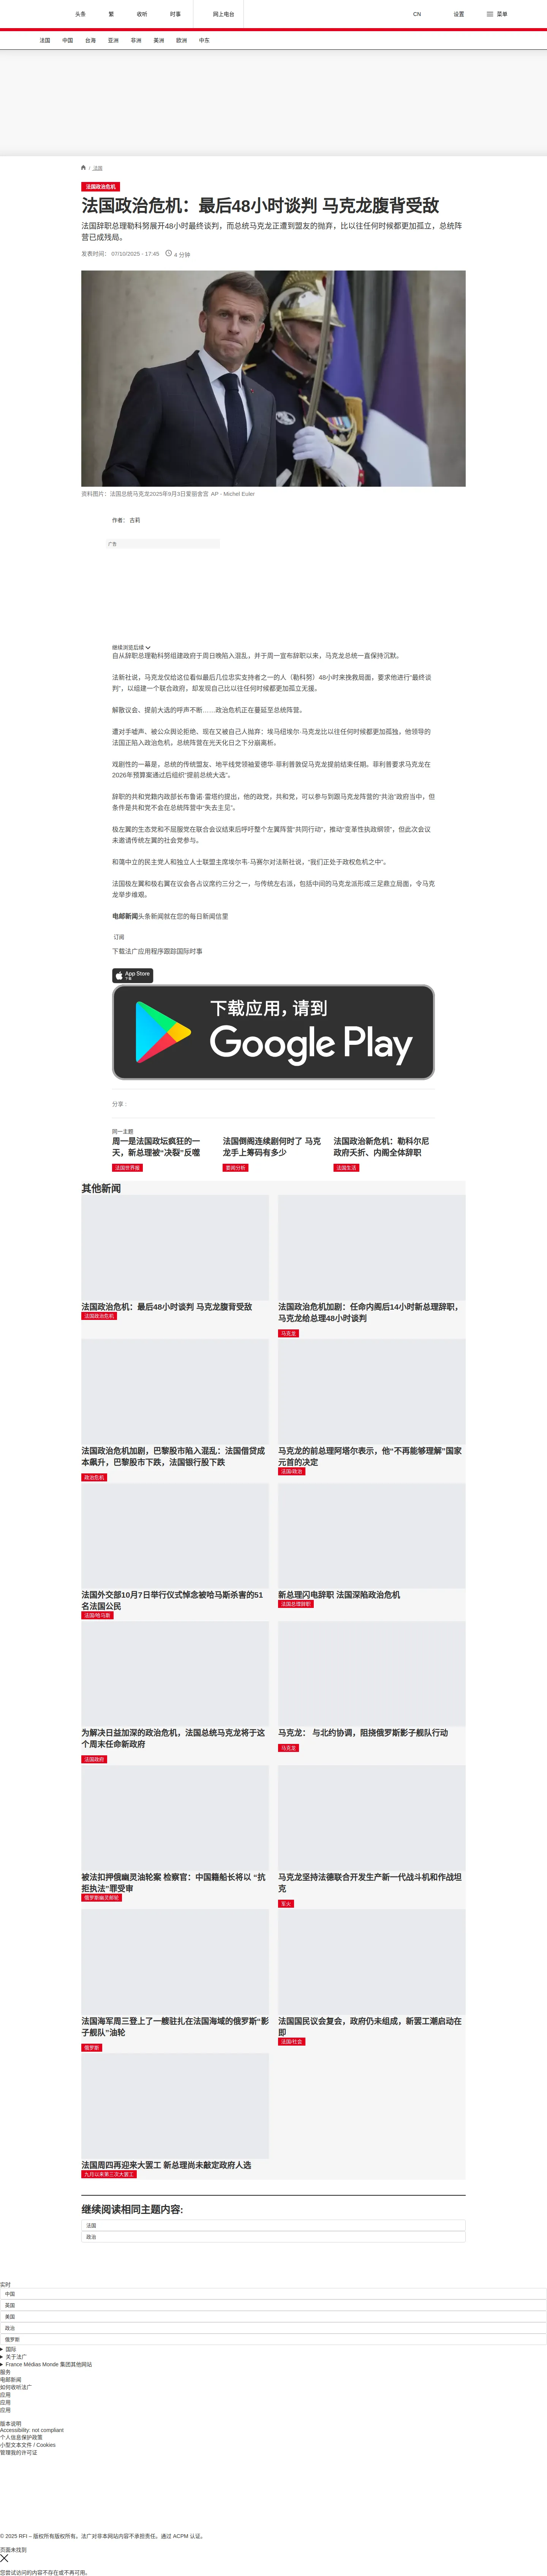 头条
繁
收听
时事
网上电台
CN
设置
菜单
法国
中国
台海
亚洲
非洲
美洲
欧洲
中东
/ 法国
法国政治危机
法国政治危机：最后48小时谈判 马克龙腹背受敌
法国辞职总理勒科努展开48小时最终谈判，而总统马克龙正遭到盟友的抛弃，比以往任何时候都更加孤立，总统阵
营已成残局。
发表时间： 07/10/2025 - 17:45
4 分钟
资料图片：法国总统马克龙2025年9月3日爱丽舍宫 AP - Michel Euler
作者： 古莉
广告
继续浏览后续
自从辞职总理勒科努组建政府于周日晚陷入混乱，并于周一宣布辞职以来，马克龙总统一直保持沉默。
法新社说，马克龙仅给这位看似最后几位忠实支持者之一的人（勒科努）48小时来挽救局面，要求他进行“最终谈
判”，以组建一个联合政府，却发现自己比以往任何时候都更加孤立无援。
解散议会、提前大选的呼声不断……政治危机正在蔓延至总统阵营。
遭对手嘘声、被公众舆论拒绝、现在又被自己人抛弃：埃马纽埃尔·马克龙比以往任何时候都更加孤独，他领导的
法国正陷入政治危机，总统阵营在光天化日之下分崩离析。
戏剧性的一幕是，总统的传统盟友、地平线党领袖爱德华·菲利普敦促马克龙提前结束任期。菲利普要求马克龙在
2026年预算案通过后组织“提前总统大选”。
辞职的共和党籍内政部长布鲁诺·雷塔约提出，他的政党，共和党，可以参与到跟马克龙阵营的“共治”政府当中，但
条件是共和党不会在总统阵营中“失去主见”。
极左翼的生态党和不屈服党在联合会议结束后呼吁整个左翼阵营“共同行动”，推动“变革性执政纲领”，但此次会议
未邀请传统左翼的社会党参与。
和蔼中立的民主党人和独立人士联盟主席埃尔韦·马赛尔对法新社说，“我们正处于政权危机之中”。
法国极左翼和极右翼在议会各占议席约三分之一，与传统左右派，包括中间的马克龙派形成三足鼎立局面，令马克
龙举步维艰。
电邮新闻头条新闻就在您的每日新闻信里
订阅
下载法广应用程序跟踪国际时事
App Store
下载
下载应用，请到
Google Play
分享 :
同一主题
周一是法国政坛疯狂的一
天，新总理被“决裂”反噬
法国世界报
法国倒阁连续剧何时了 马克
龙手上筹码有多少
要闻分析
法国政治新危机：勒科尔尼
政府夭折、内阁全体辞职
法国生活
其他新闻
法国政治危机：最后48小时谈判 马克龙腹背受敌
法国政治危机
法国政治危机加剧：任命内阁后14小时新总理辞职，
马克龙给总理48小时谈判
马克龙
法国政治危机加剧，巴黎股市陷入混乱：法国借贷成
本飙升，巴黎股市下跌，法国银行股下跌
政治危机
马克龙的前总理阿塔尔表示，他“不再能够理解”国家
元首的决定
法国/政治
法国外交部10月7日举行仪式悼念被哈马斯杀害的51
名法国公民
法国/哈马斯
新总理闪电辞职 法国深陷政治危机
法国总理辞职
为解决日益加深的政治危机，法国总统马克龙将于这
个周末任命新政府
法国政府
马克龙： 与北约协调，阻挠俄罗斯影子舰队行动
马克龙
被法扣押俄幽灵油轮案 检察官：中国籍船长将以 “抗
拒执法”罪受审
俄罗斯幽灵邮轮
马克龙坚持法德联合开发生产新一代战斗机和作战坦
克
军火
法国海军周三登上了一艘驻扎在法国海域的俄罗斯“影
子舰队”油轮
俄罗斯
法国国民议会复会，政府仍未组成，新罢工潮启动在
即
法国/社会
法国周四再迎来大罢工 新总理尚未敲定政府人选
九月以来第三次大罢工
继续阅读相同主题内容:
法国
政治
实时
中国
英国
美国
政治
俄罗斯
国际
关于法广
France Médias Monde 集团其他网站
服务
电邮新闻
如何收听法广
应用
应用
应用
版本说明
Accessibility: not compliant
个人信息保护政策
小型文本文件 / Cookies
管理我的许可证
© 2025 RFI – 版权所有版权所有。法广对非本网站内容不承担责任。通过 ACPM 认证。
页面未找到
您尝试访问的内容不存在或不再可用。